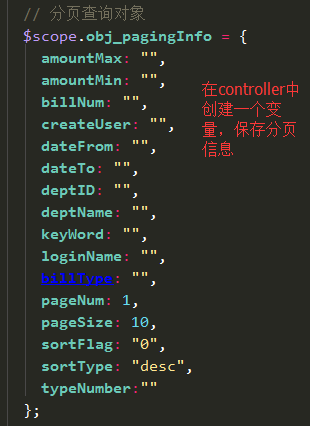 // 分页查询对象
$scope.obj_pagingInfo = {
amountMax: "",
amountMin: "",
billNum: "",
createUser: "",
dateFrom: "",
dateTo: "",
deptID: "",
deptName: "",
keyWord: "",
loginName: "",
billType: "",
pageNum: 1,
pageSize: 10,
sortFlag: "0",
sortType: "desc",
typeNumber:""
};
在controller中
创建一个变
量，保存分页
信息